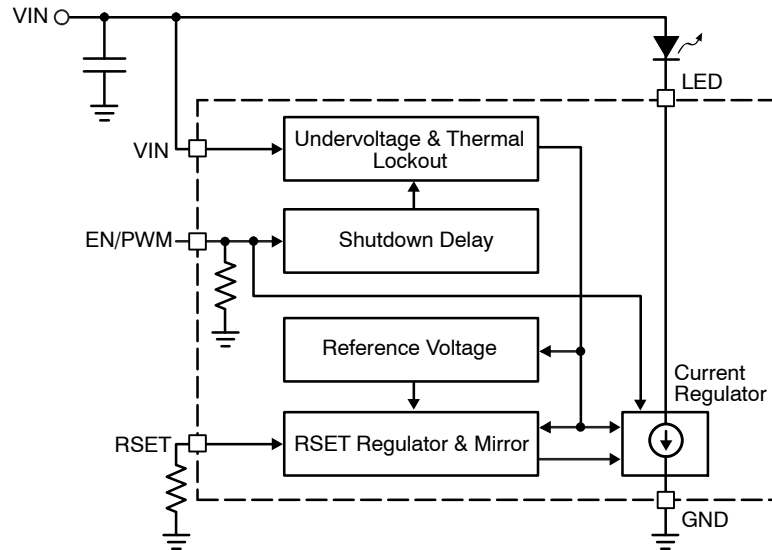 VIN
LED
VIN
Undervoltage & Thermal
Lockout
EN/PWM
Shutdown Delay
Reference Voltage
Current
Regulator
RSET
RSET Regulator & Mirror
GND